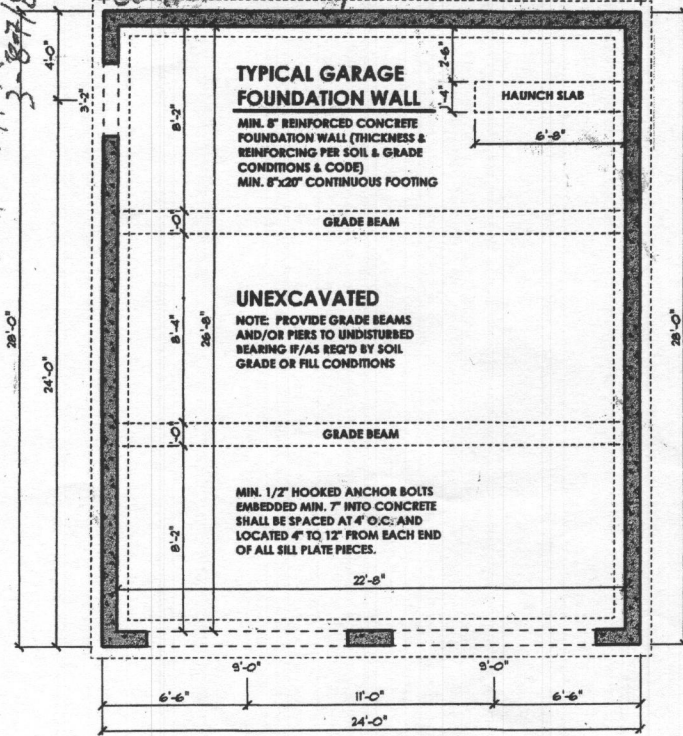 TYPICAL GARAGE
FOUNDATION WALL
MIN. 8" REINFORCED CONCRETE
FOUNDATION WALL (THICKNESS &
REINFORCING PER SOIL & GRADE
CONDITIONS & CODE)
MIN. 8"x20" CONTINUOUS FOOTING
HAUNCH SLAB
6'-8"
2'-6"
1'-4"
4'-0"
3'-2"
8'-2"
1'-0"
GRADE BEAM
UNEXCAVATED
NOTE: PROVIDE GRADE BEAMS
AND/OR PIERS TO UNDISTURBED
BEARING IF/AS REQ'D BY SOIL
GRADE OR FILL CONDITIONS
28'-0"
24'-0"
8'-4"
26'-8"
28'-0"
1'-0"
GRADE BEAM
MIN. 1/2" HOOKED ANCHOR BOLTS
EMBEDDED MIN. 7" INTO CONCRETE
SHALL BE SPACED AT 4' O.C. AND
LOCATED 4" TO 12" FROM EACH END
OF ALL SILL PLATE PIECES.
8'-2"
22'-8"
9'-0"
9'-0"
6'-6"
11'-0"
6'-6"
24'-0"